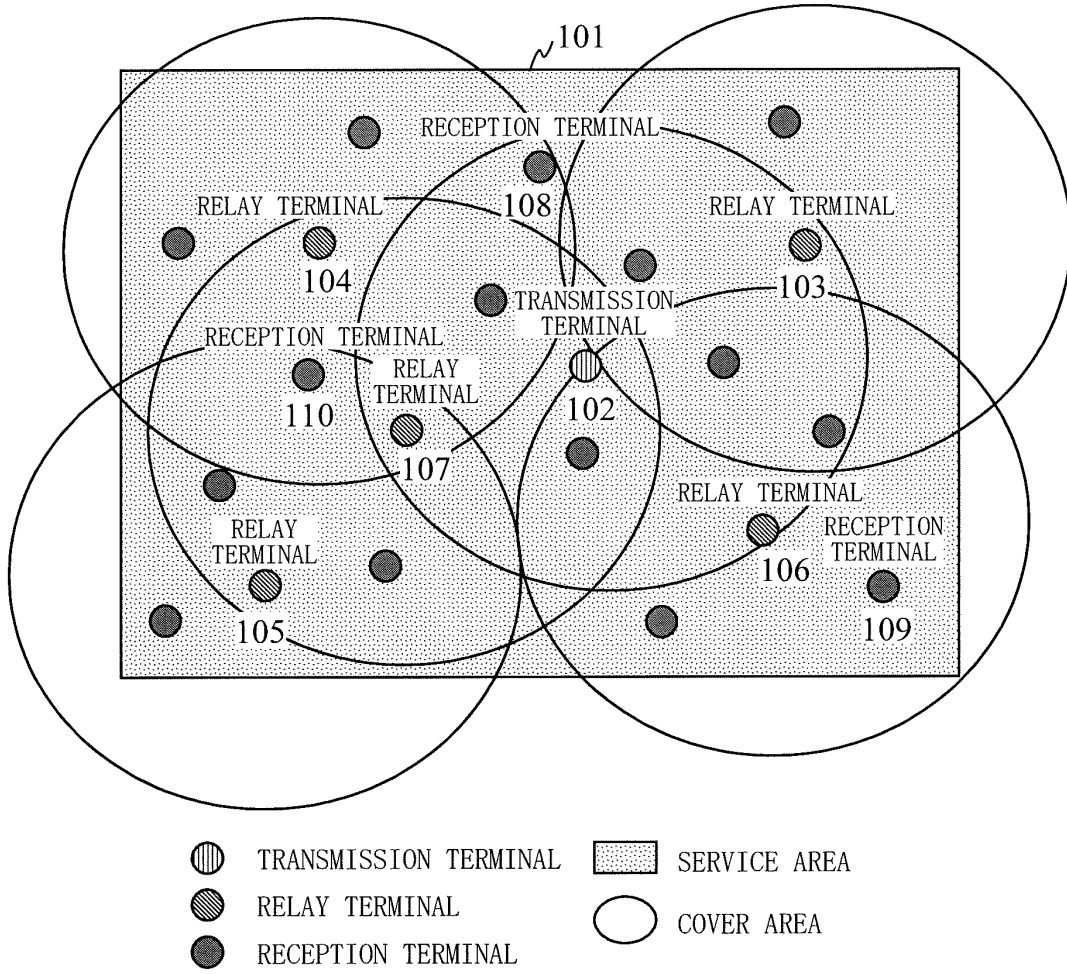 101
RECEPTION TERMINAL
108
RELAY TERMINAL
104
RELAY TERMINAL
103
TRANSMISSION
TERMINAL
102
RECEPTION TERMINAL
110
RELAY
TERMINAL
107
RELAY TERMINAL
106
RECEPTION
TERMINAL
109
RELAY
TERMINAL
105
TRANSMISSION TERMINAL
RELAY TERMINAL
RECEPTION TERMINAL
SERVICE AREA
COVER AREA